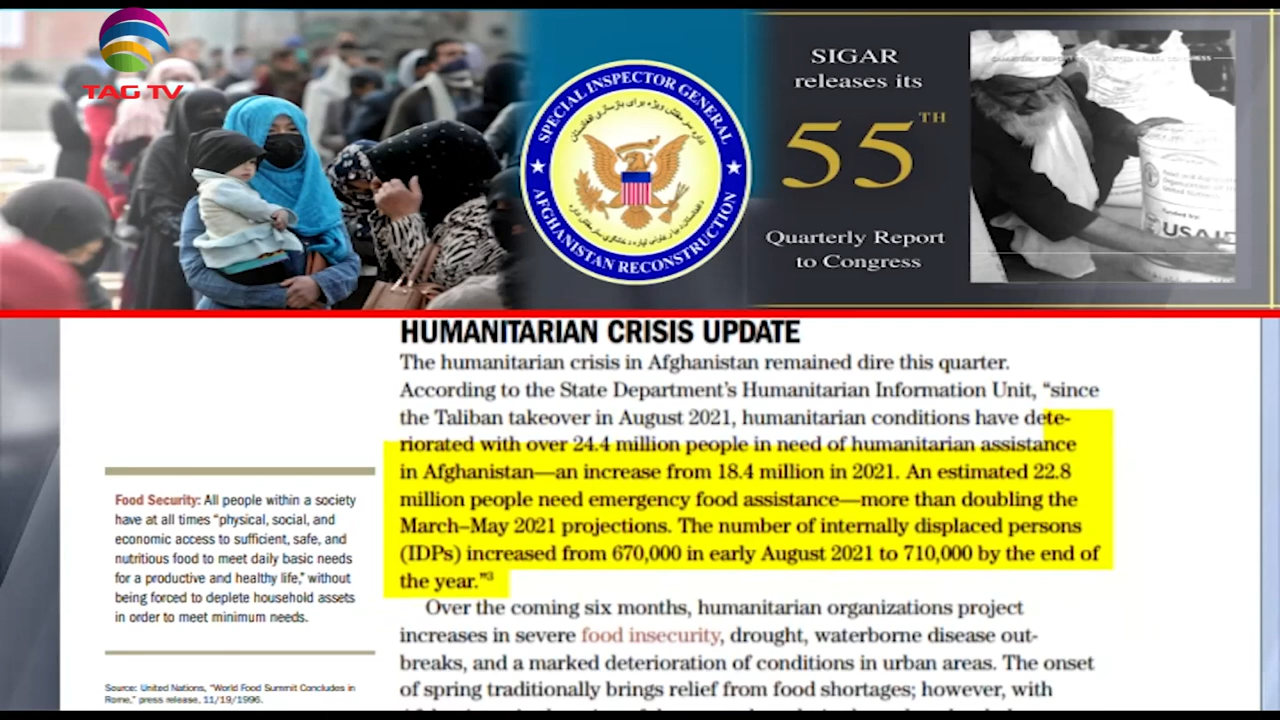 TAG TV
SPECIAL INSPECTOR GENERAL
AFGHANISTAN RECONSTRUCTION
SIGAR
releases its
55TH
Quarterly Report
to Congress
USAID
HUMANITARIAN CRISIS UPDATE
The humanitarian crisis in Afghanistan remained dire this quarter.
According to the State Department’s Humanitarian Information Unit, “since
the Taliban takeover in August 2021, humanitarian conditions have dete-
riorated with over 24.4 million people in need of humanitarian assistance
in Afghanistan—an increase from 18.4 million in 2021. An estimated 22.8
million people need emergency food assistance—more than doubling the
March–May 2021 projections. The number of internally displaced persons
(IDPs) increased from 670,000 in early August 2021 to 710,000 by the end of
the year.”3
Over the coming six months, humanitarian organizations project
increases in severe food insecurity, drought, waterborne disease out-
breaks, and a marked deterioration of conditions in urban areas. The onset
of spring traditionally brings relief from food shortages; however, with
Food Security: All people within a society
have at all times “physical, social, and
economic access to sufficient, safe, and
nutritious food to meet daily basic needs
for a productive and healthy life,” without
being forced to deplete household assets
in order to meet minimum needs.
Source: United Nations, “World Food Summit Concludes in
Rome,” press release, 11/19/1996.